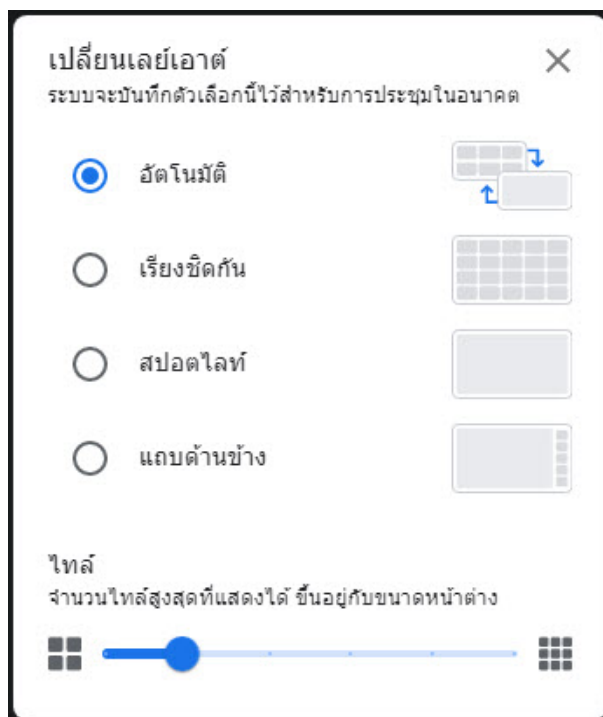 เปลี่ยนเลย์เอาต์
ระบบจะบันทึกตัวเลือกนี้ไว้สำหรับการประชุมในอนาคต
อัตโนมัติ
เรียงชิดกัน
สปอตไลท์
แถบด้านข้าง
ไทล์
จำนวนไทล์สูงสุดที่แสดงได้ ขึ้นอยู่กับขนาดหน้าต่าง